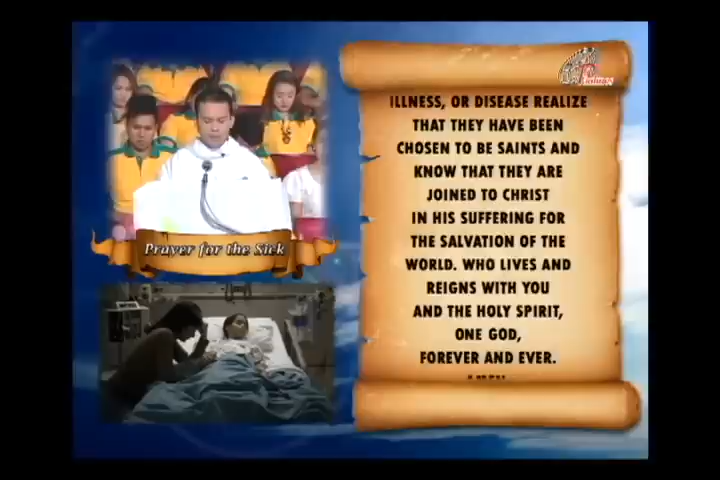 Pictures
ILLNESS, OR DISEASE REALIZE
THAT THEY HAVE BEEN
CHOSEN TO BE SAINTS AND
KNOW THAT THEY ARE
JOINED TO CHRIST
IN HIS SUFFERING FOR
THE SALVATION OF THE
WORLD. WHO LIVES AND
REIGNS WITH YOU
AND THE HOLY SPIRIT,
ONE GOD,
FOREVER AND EVER.
Prayer for the Sick